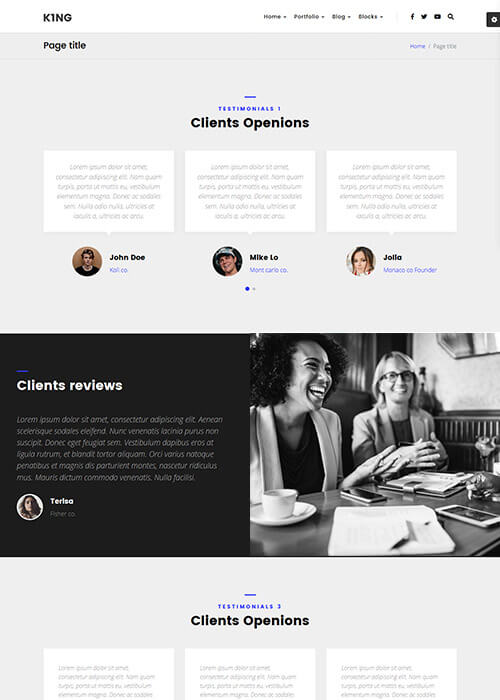 K1NG
Home Portfolio Blog Blocks
Page title
Home / Page title
TESTIMONIALS 1
Clients Openions
Lorem ipsum dolor sit amet,
consectetur adipiscing elit. Nam quam
turpis, porta ut mattis eu, vestibulum
elementum magna. Donec ac sodales
sem. Nulla odio nulla, ultricies at
iaculis a, ultricies ac arcu.
Lorem ipsum dolor sit amet,
consectetur adipiscing elit. Nam quam
turpis, porta ut mattis eu, vestibulum
elementum magna. Donec ac sodales
sem. Nulla odio nulla, ultricies at
iaculis a, ultricies ac arcu.
Lorem ipsum dolor sit amet,
consectetur adipiscing elit. Nam quam
turpis, porta ut mattis eu, vestibulum
elementum magna. Donec ac sodales
sem. Nulla odio nulla, ultricies at
iaculis a, ultricies ac arcu.
John Doe
Kali co.
Mike Lo
Mont carlo co.
Jolla
Monaco co Founder
Clients reviews
Lorem ipsum dolor sit amet, consectetur adipiscing elit. Aenean
scelerisque sodales eleifend. Nunc venenatis lacinia purus non
suscipit. Donec eget feugiat sem. Vestibulum dapibus eros at
ligula rutrum, et blandit tortor aliquam. Orci varius natoque
penatibus et magnis dis parturient montes, nascetur ridiculus
mus. Mauris dictum commodo venenatis. Nulla facilisi.
Terisa
Fisher co.
TESTIMONIALS 3
Clients Openions
Lorem ipsum dolor sit amet,
consectetur adipiscing elit. Nam quam
turpis, porta ut mattis eu, vestibulum
elementum magna. Donec ac sodales
Lorem ipsum dolor sit amet,
consectetur adipiscing elit. Nam quam
turpis, porta ut mattis eu, vestibulum
elementum magna. Donec ac sodales
Lorem ipsum dolor sit amet,
consectetur adipiscing elit. Nam quam
turpis, porta ut mattis eu, vestibulum
elementum magna. Donec ac sodales